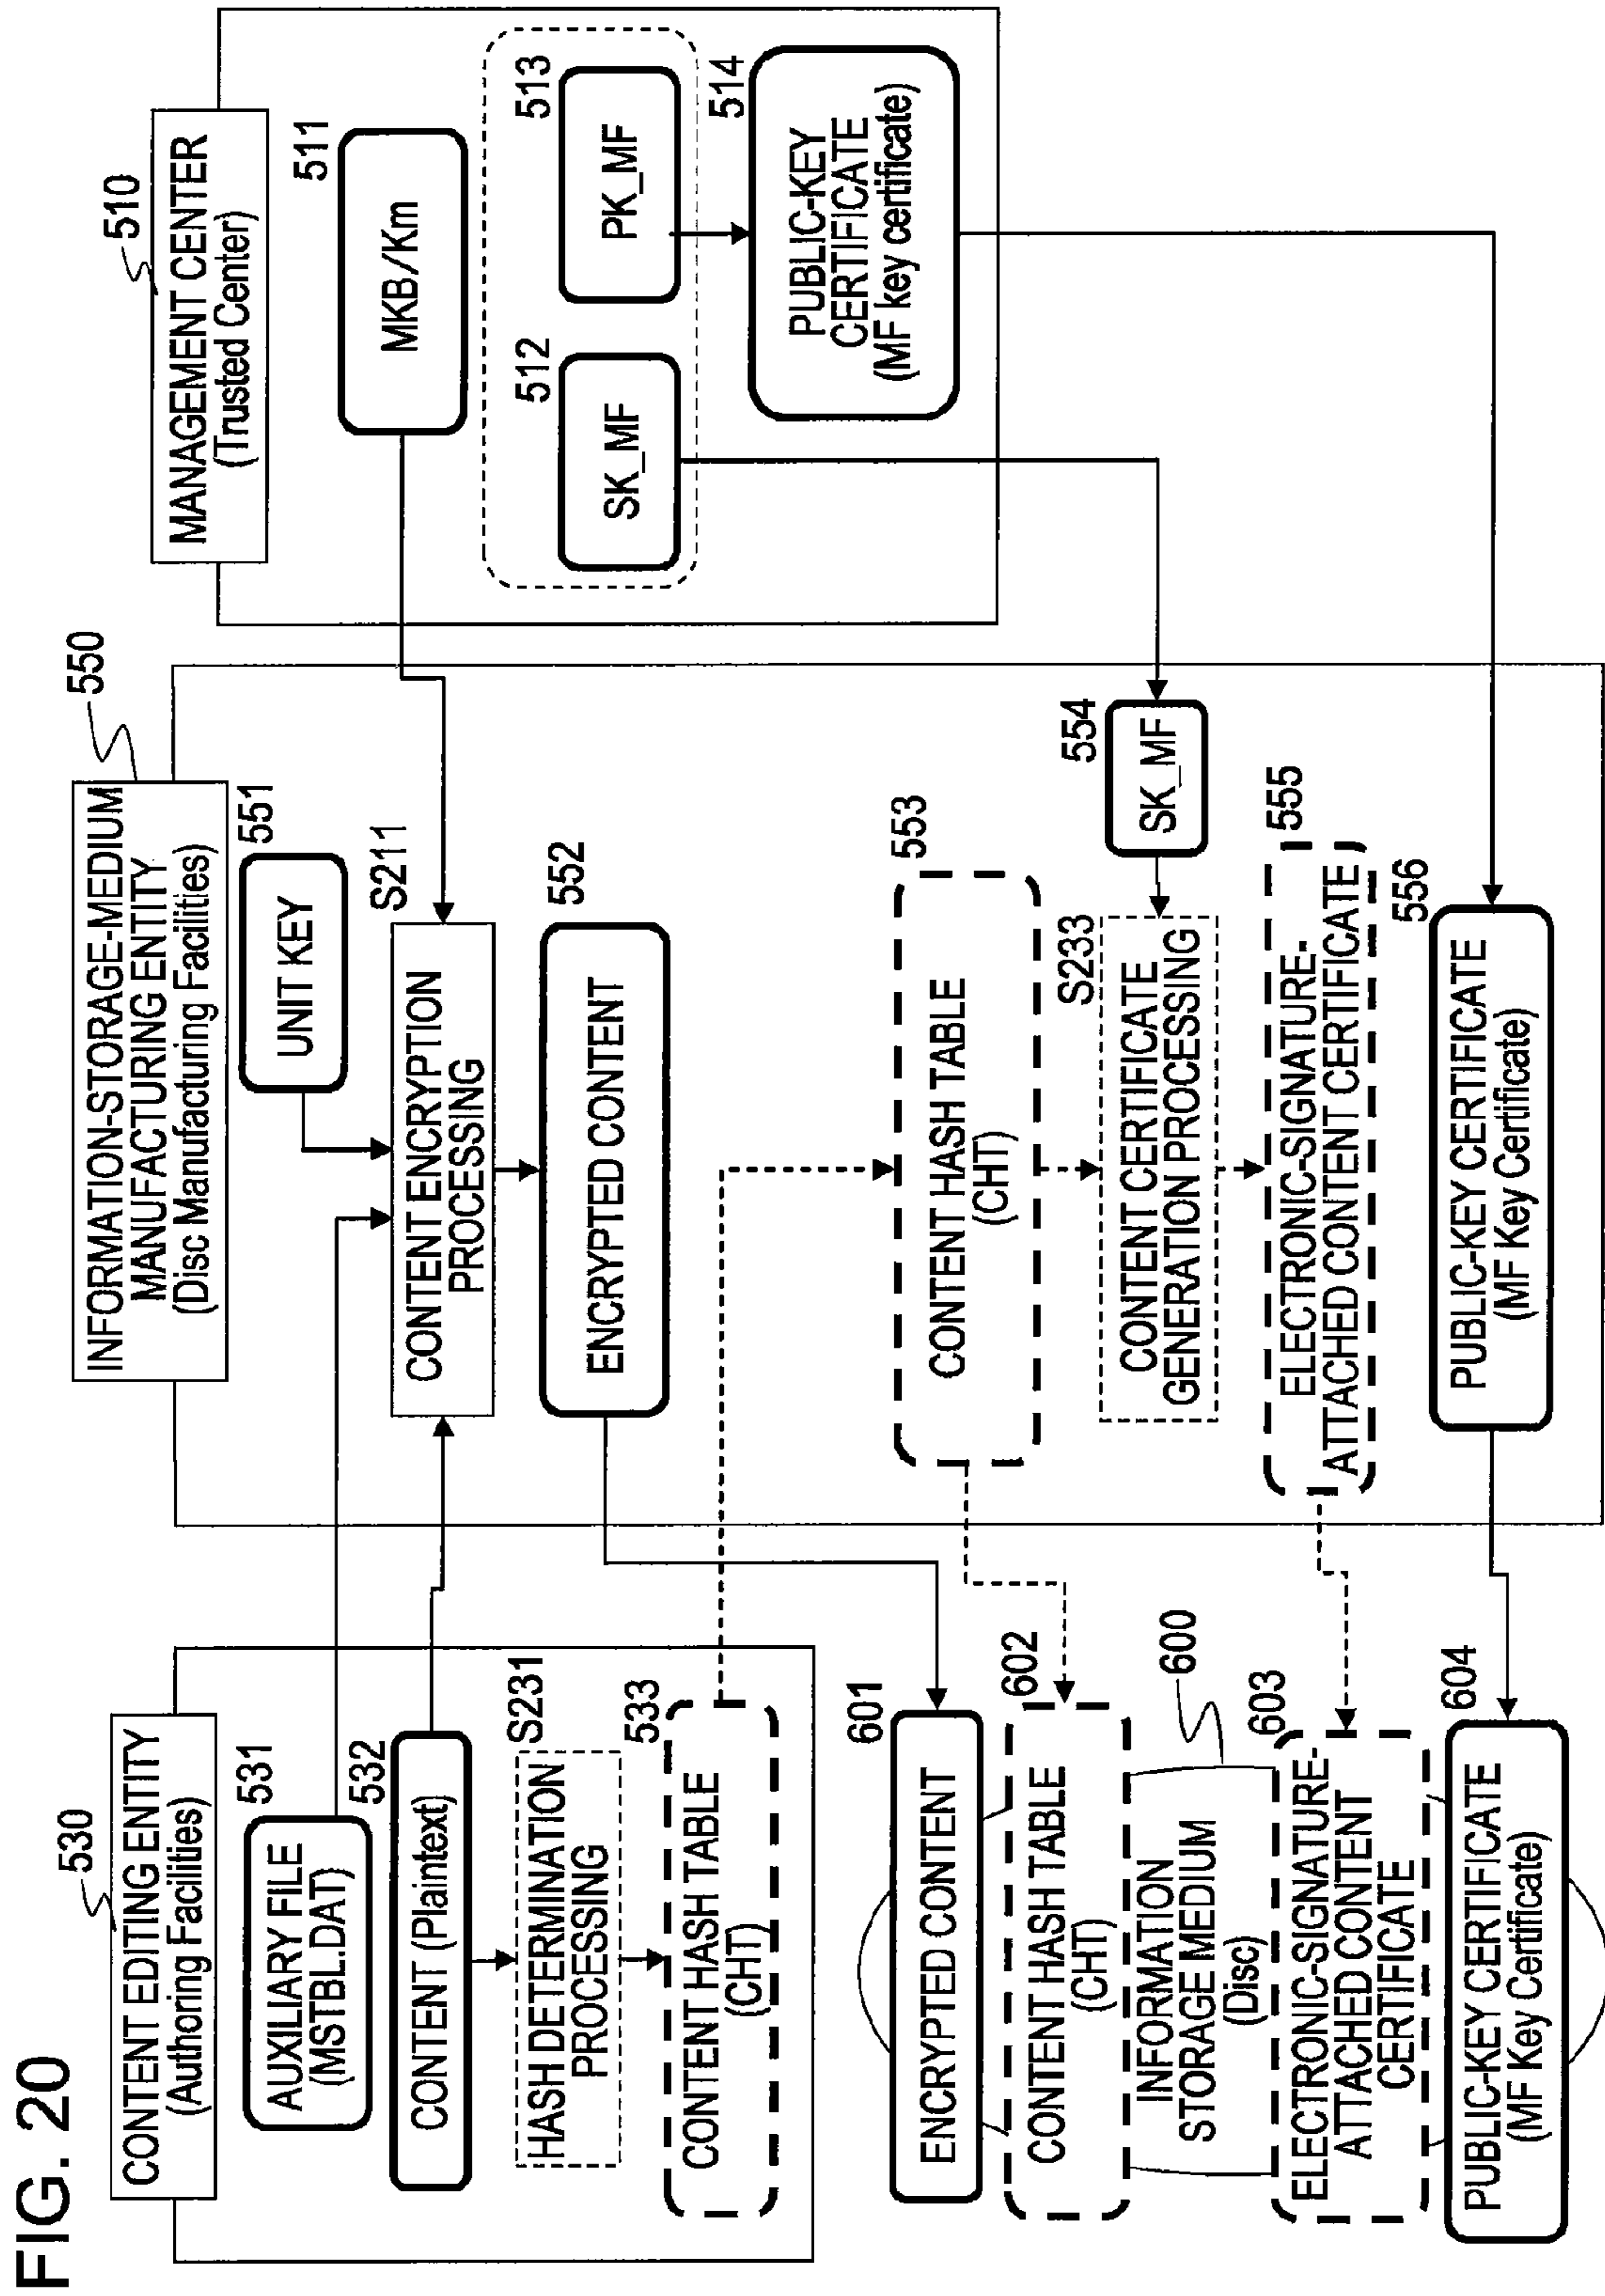 FIG. 20
530
CONTENT EDITING ENTITY
(Authoring Facilities)
531
AUXILIARY FILE
(MSTBL.DAT)
532
CONTENT (Plaintext)
S231
HASH DETERMINATION
PROCESSING
533
CONTENT HASH TABLE
(CHT)
550
INFORMATION-STORAGE-MEDIUM
MANUFACTURING ENTITY
(Disc Manufacturing Facilities)
551
UNIT KEY
S211
CONTENT ENCRYPTION
PROCESSING
552
ENCRYPTED CONTENT
553
CONTENT HASH TABLE
(CHT)
554
SK_MF
S233
CONTENT CERTIFICATE
GENERATION PROCESSING
555
ELECTRONIC-SIGNATURE-
ATTACHED CONTENT CERTIFICATE
556
PUBLIC-KEY CERTIFICATE
(MF Key Certificate)
510
MANAGEMENT CENTER
(Trusted Center)
511
MKB/Km
512
SK_MF
513
PK_MF
514
PUBLIC-KEY
CERTIFICATE
(MF key certificate)
601
ENCRYPTED CONTENT
602
CONTENT HASH TABLE
(CHT)
600
INFORMATION
STORAGE MEDIUM
(Disc)
603
ELECTRONIC-SIGNATURE-
ATTACHED CONTENT
CERTIFICATE
604
PUBLIC-KEY CERTIFICATE
(MF Key Certificate)